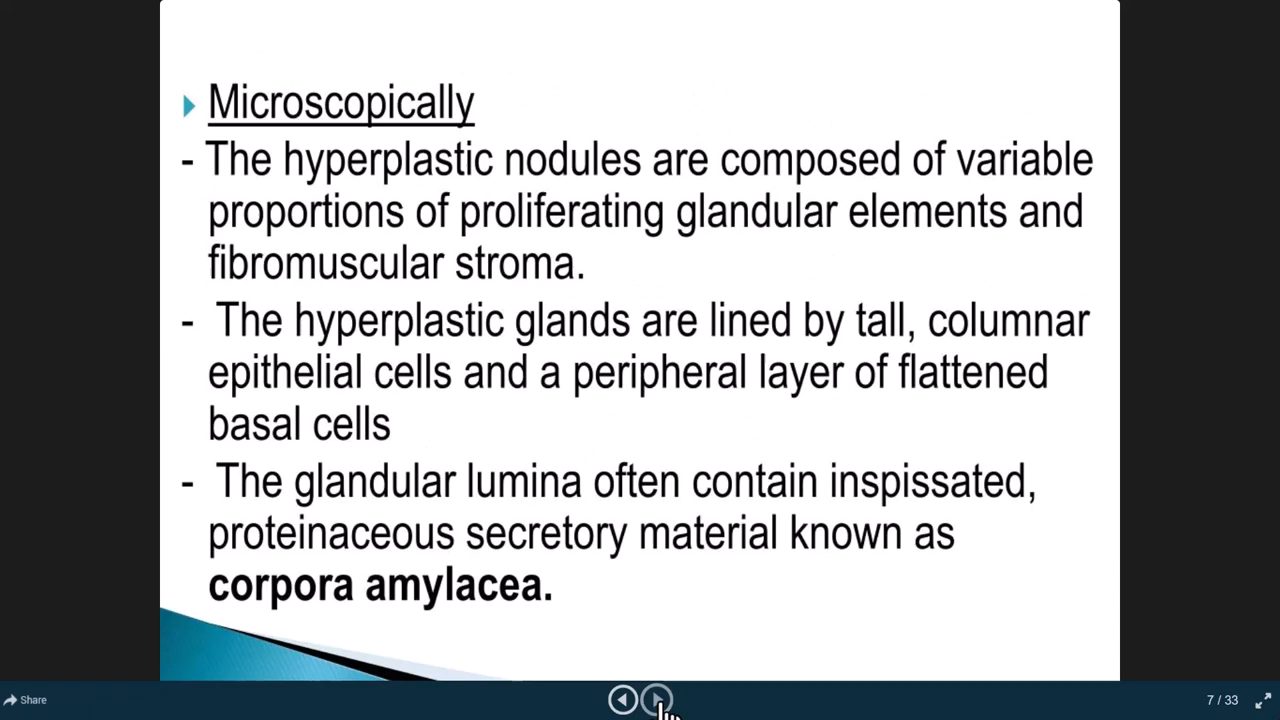 Microscopically
- The hyperplastic nodules are composed of variable
proportions of proliferating glandular elements and
fibromuscular stroma.
- The hyperplastic glands are lined by tall, columnar
epithelial cells and a peripheral layer of flattened
basal cells
- The glandular lumina often contain inspissated,
proteinaceous secretory material known as
corpora amylacea.
Share
7 / 33